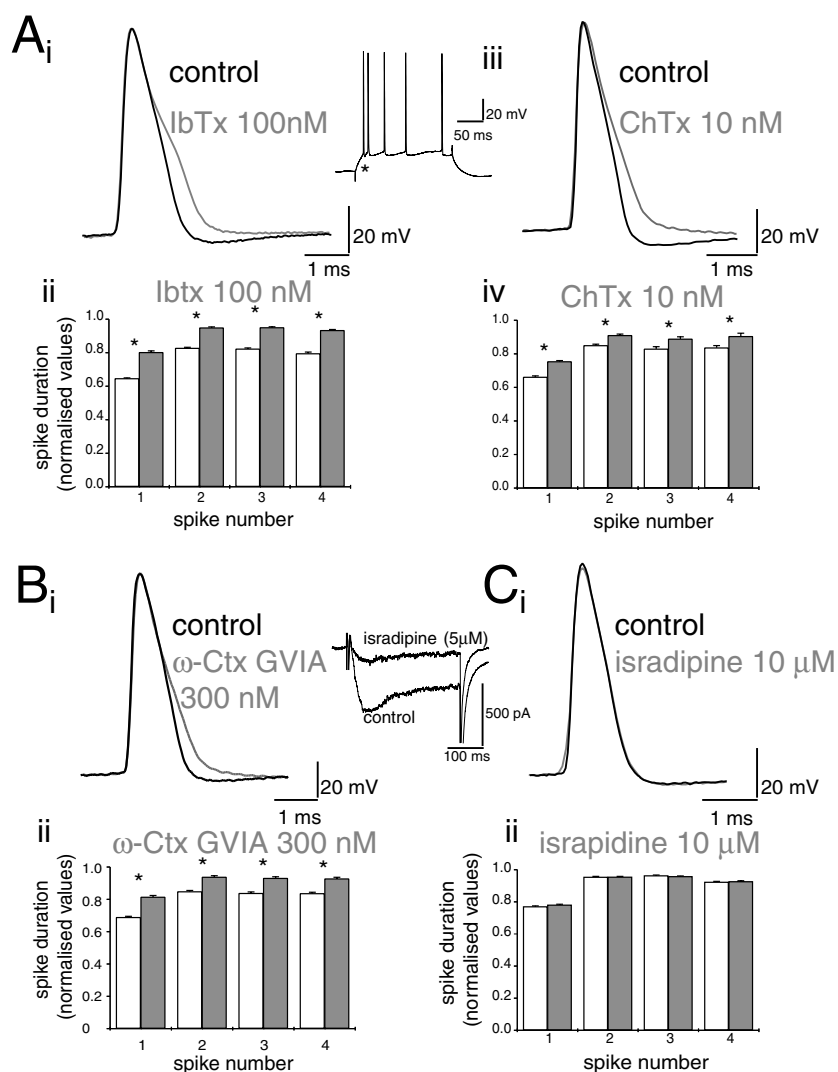 Ai
control
IbTx 100nM
20 mV
1 ms
20 mV
50 ms
*
iii
control
ChTx 10 nM
20 mV
1 ms
ii
Ibtx 100 nM
spike duration
(normalised values)
1.0
0.8
0.6
0.4
0.2
0.0
* * * *
1 2 3 4
spike number
iv
ChTx 10 nM
1.0
0.8
0.6
0.4
0.2
0.0
* * * *
1 2 3 4
spike number
Bi
control
ω-Ctx GVIA
300 nM
20 mV
1 ms
isradipine (5μM)
control
500 pA
100 ms
Ci
control
isradipine 10 μM
20 mV
1 ms
ii
ω-Ctx GVIA 300 nM
spike duration
(normalised values)
1.0
0.8
0.6
0.4
0.2
0
* * * *
1 2 3 4
spike number
ii
israpidine 10 μM
spike duration
(normalised values)
1.0
0.8
0.6
0.4
0.2
0.0
1 2 3 4
spike number